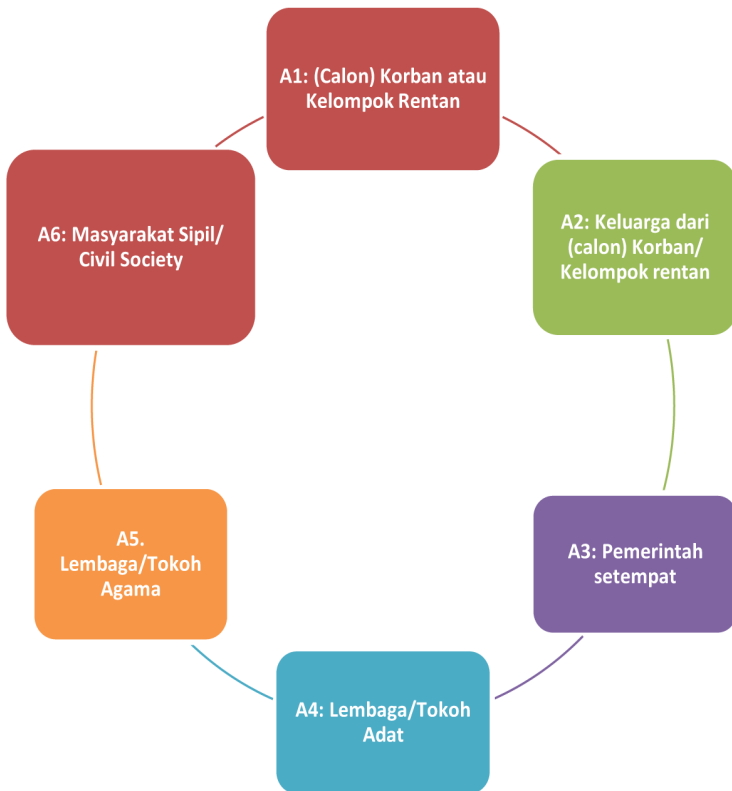 A1: (Calon) Korban atau
Kelompok Rentan
A2: Keluarga dari
(calon) Korban/
Kelompok rentan
A3: Pemerintah
setempat
A4: Lembaga/Tokoh
Adat
A5.
Lembaga/Tokoh
Agama
A6: Masyarakat Sipil/
Civil Society